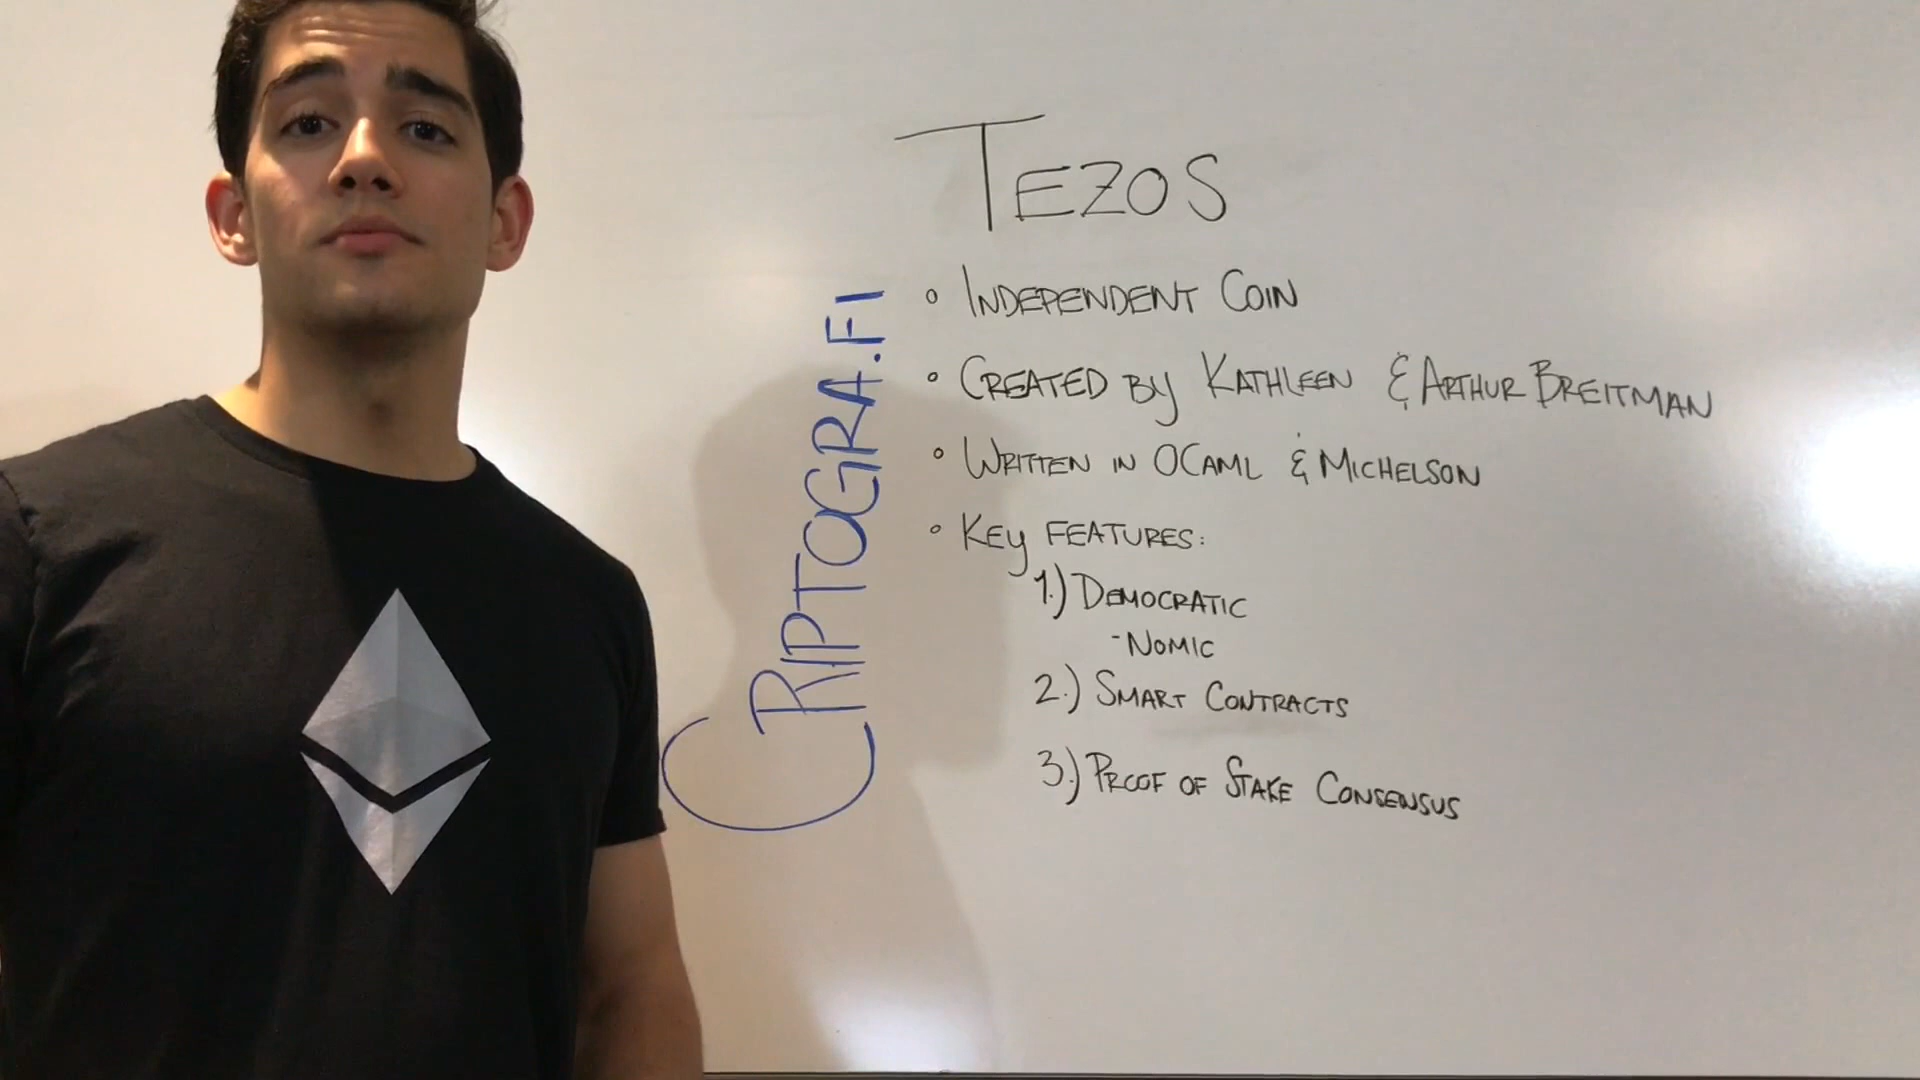 TEZOS
◦ INDEPENDENT COIN
◦ CREATED BY KATHLEEN & ARTHUR BREITMAN
◦ WRITTEN IN OCAML & MICHELSON
◦ KEY FEATURES:
1.) DEMOCRATIC
-NOMIC
2.) SMART CONTRACTS
3.) PROOF OF STAKE CONSENSUS
CRIPTOGRA.FI